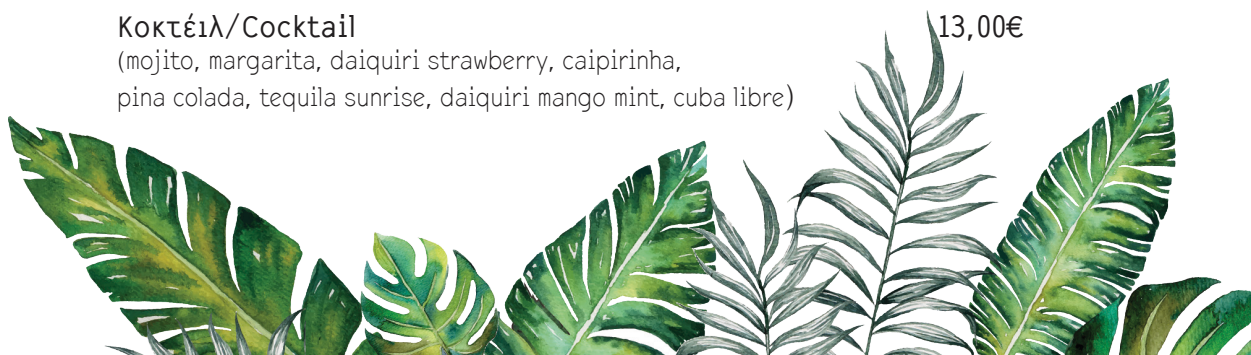 Κοκτέιλ/Cocktail 13,00€
(mojito, margarita, daiquiri strawberry, caipirinha,
pina colada, tequila sunrise, daiquiri mango mint, cuba libre)